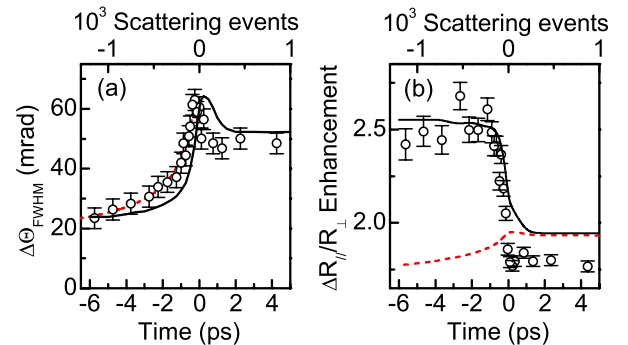 10³ Scattering events
-1 0 1
(a)
ΔΘFWHM (mrad)
60
40
20
0
-6 -4 -2 0 2 4
Time (ps)
10³ Scattering events
-1 0 1
(b)
ΔR///R⊥ Enhancement
2.5
2.0
-6 -4 -2 0 2 4
Time (ps)